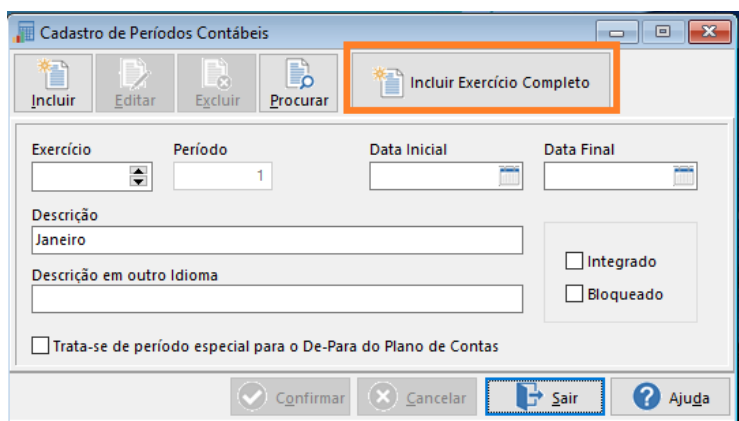 Cadastro de Períodos Contábeis
Incluir Editar Excluir Procurar Incluir Exercício Completo
Exercício Período Data Inicial Data Final
1
Descrição
Janeiro
Integrado
Descrição em outro Idioma
Bloqueado
Trata-se de período especial para o De-Para do Plano de Contas
Confirmar Cancelar Sair Ajuda